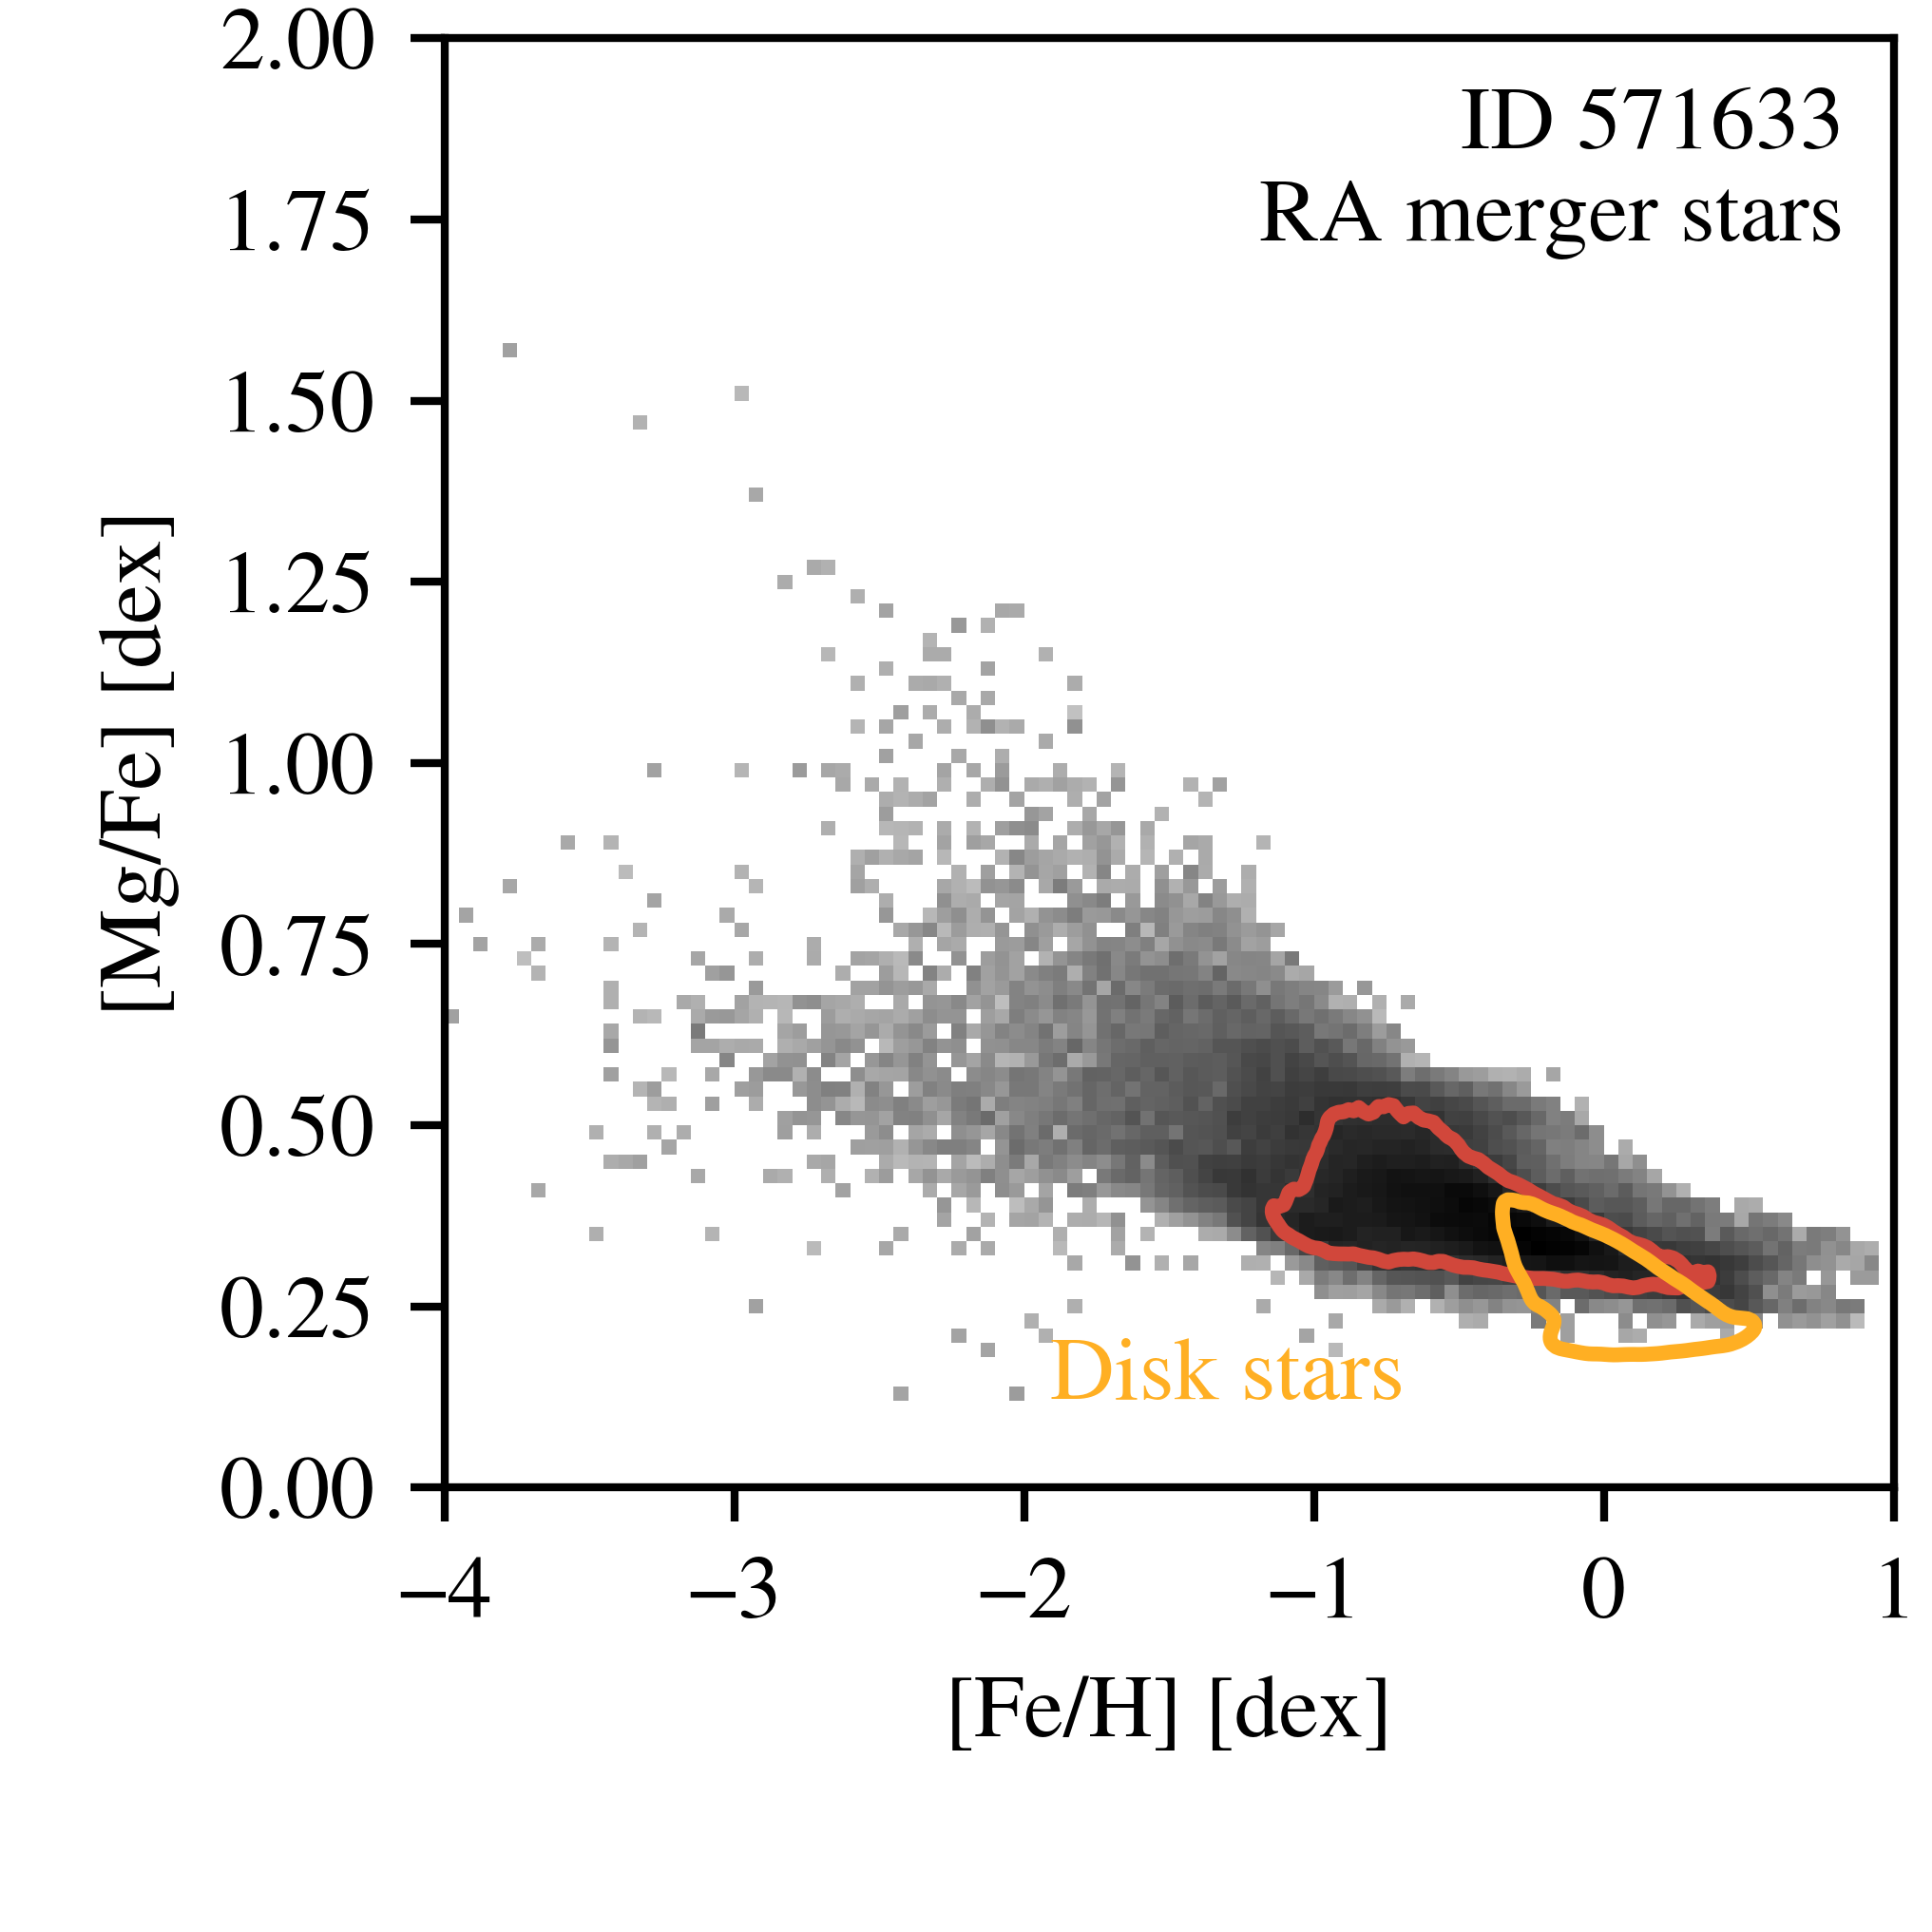 2.00
1.75
1.50
1.25
1.00
0.75
0.50
0.25
0.00
[Mg/Fe] [dex]
ID 571633
RA merger stars
Disk stars
−4 −3 −2 −1 0 1
[Fe/H] [dex]